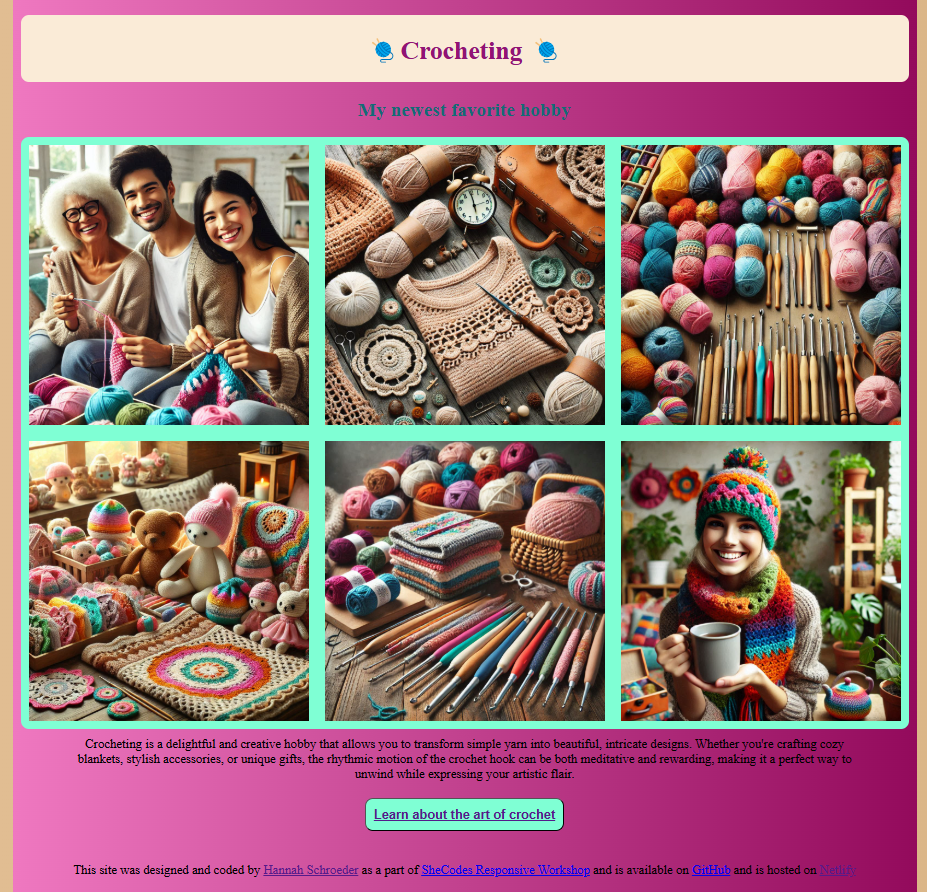 Crocheting
My newest favorite hobby
Crocheting is a delightful and creative hobby that allows you to transform simple yarn into beautiful, intricate designs. Whether you're crafting cozy
blankets, stylish accessories, or unique gifts, the rhythmic motion of the crochet hook can be both meditative and rewarding, making it a perfect way to
unwind while expressing your artistic flair.
Learn about the art of crochet
This site was designed and coded by Hannah Schroeder as a part of SheCodes Responsive Workshop and is available on GitHub and is hosted on Netlify